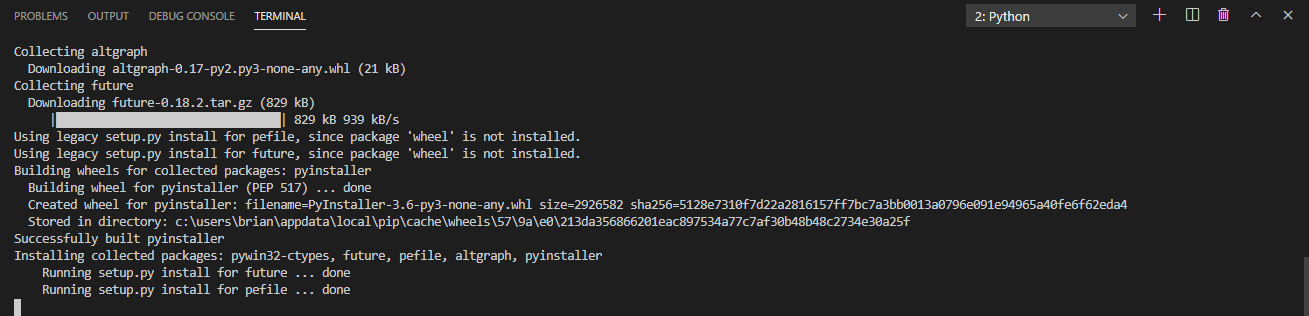 PROBLEMS OUTPUT DEBUG CONSOLE TERMINAL 2: Python
Collecting altgraph
Downloading altgraph-0.17-py2.py3-none-any.whl (21 kB)
Collecting future
Downloading future-0.18.2.tar.gz (829 kB)
| | 829 kB 939 kB/s
Using legacy setup.py install for pefile, since package 'wheel' is not installed.
Using legacy setup.py install for future, since package 'wheel' is not installed.
Building wheels for collected packages: pyinstaller
Building wheel for pyinstaller (PEP 517) ... done
Created wheel for pyinstaller: filename=PyInstaller-3.6-py3-none-any.whl size=2926582 sha256=5128e7310f7d22a2816157ff7bc7a3bb0013a0796e091e94965a40fe6f62eda4
Stored in directory: c:\users\brian\appdata\local\pip\cache\wheels\57\9a\e0\213da356866201eac897534a77c7af30b48b48c2734e30a25f
Successfully built pyinstaller
Installing collected packages: pywin32-ctypes, future, pefile, altgraph, pyinstaller
Running setup.py install for future ... done
Running setup.py install for pefile ... done